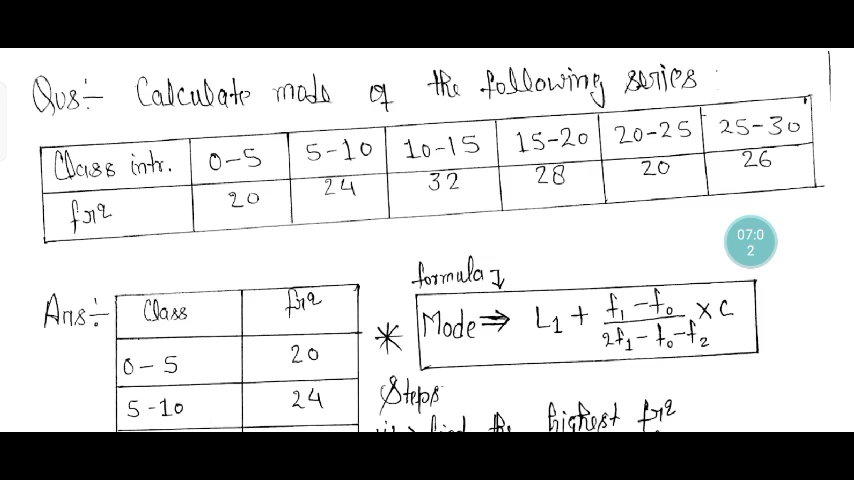 Qus:- Calculate mode of the following series:
Class intr. 0-5 5-10 10-15 15-20 20-25 25-30
frq 20 24 32 28 20 26
07:0
2
formula
Ans:- Class frq
* Mode ⇒ L₁ + (f₁ - f₀)/(2f₁ - f₀ - f₂) × C
0-5 20
Steps
5-10 24
find the highest frq